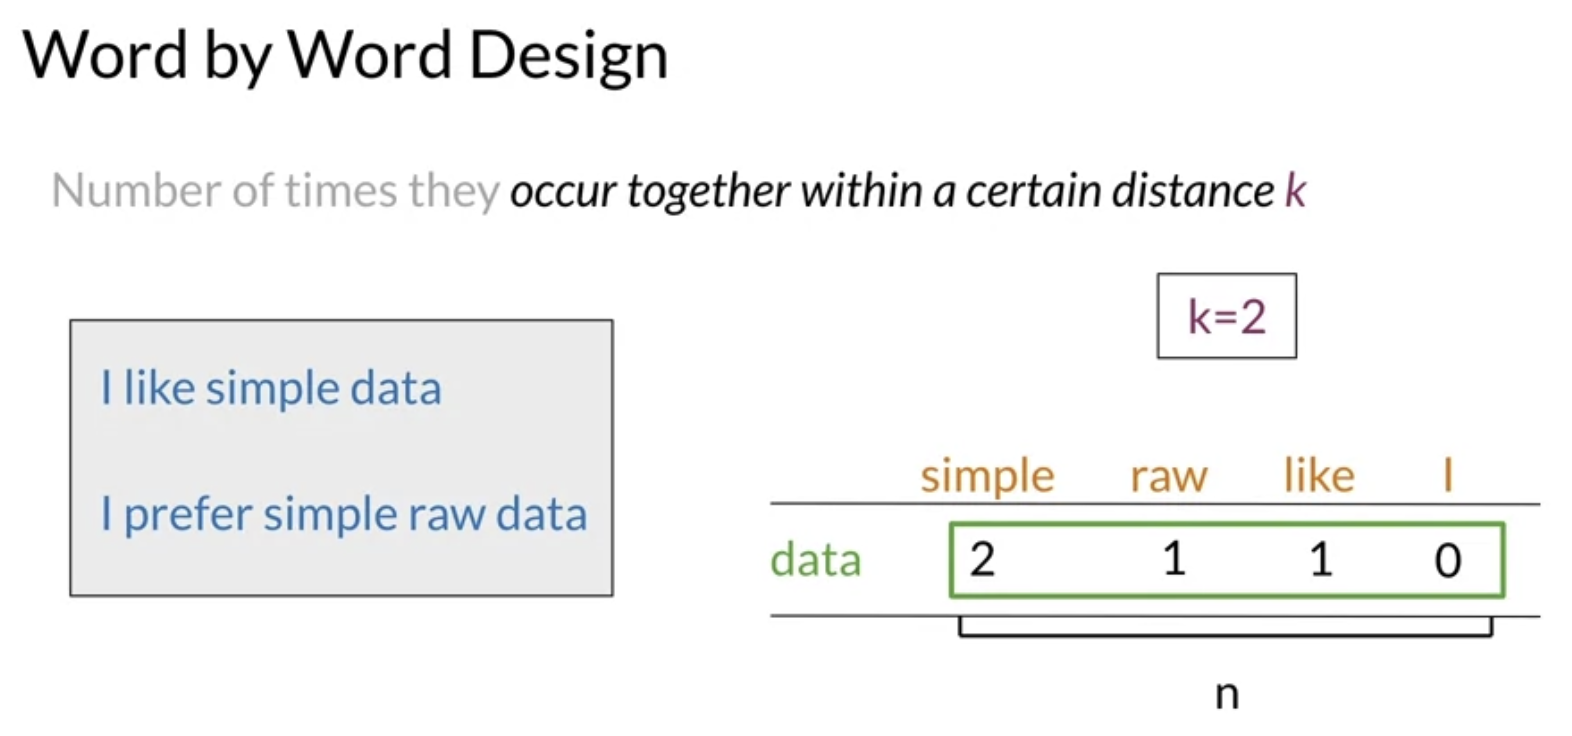 Word by Word Design
Number of times they occur together within a certain distance k
k=2
I like simple data
I prefer simple raw data
simple raw like I
data 2 1 1 0
n